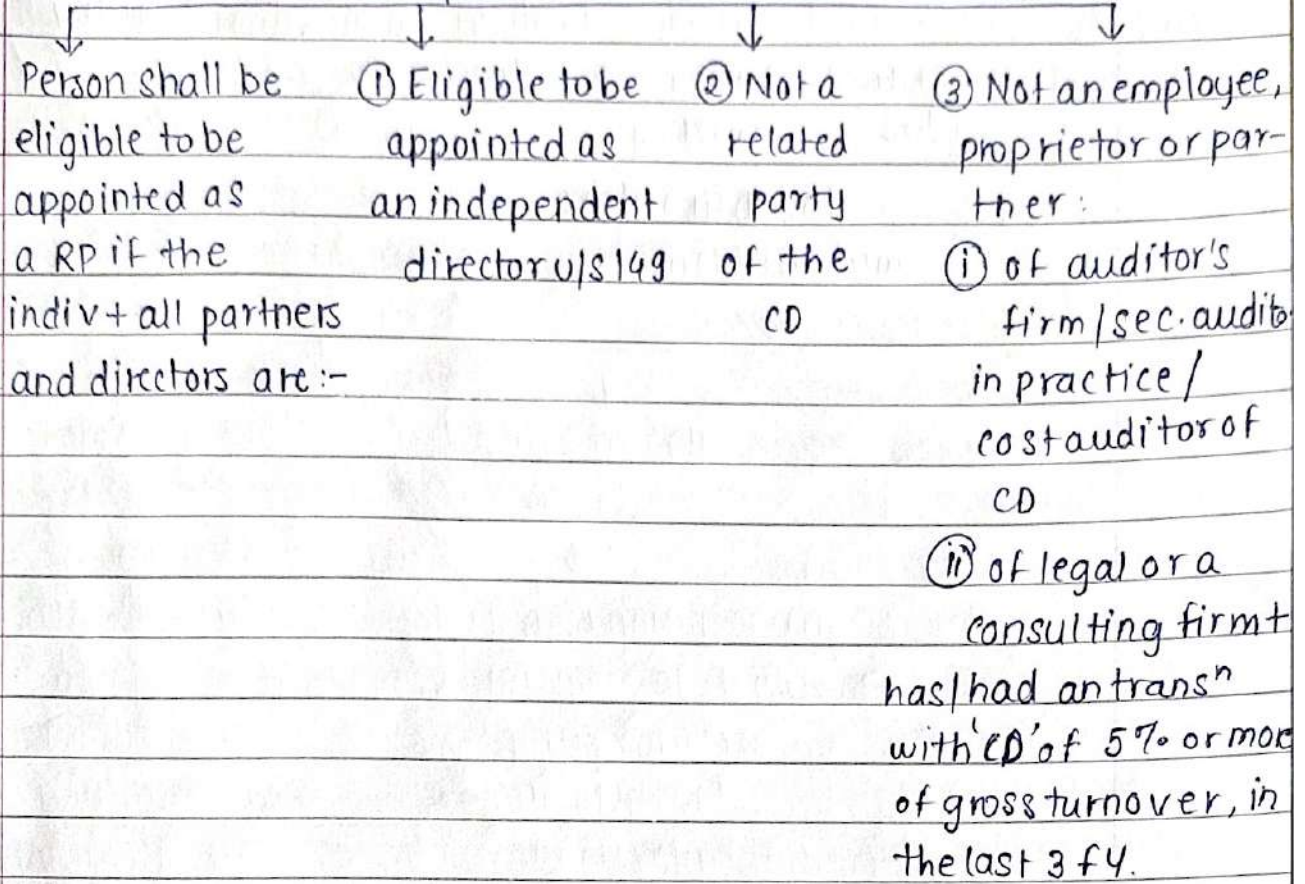 Person shall be
eligible to be
appointed as
a RP if the
indiv + all partners
and directors are :-
① Eligible to be
appointed as
an independent
director u/s 149
② Not a
related
party
of the
CD
③ Not an employee,
proprietor or par-
tner :
ⓘ of auditor's
firm / sec. audito
in practice /
cost auditor of
CD
ⓘⓘ of legal or a
consulting firm +
has/had an transⁿ
with 'CD' of 5% or more
of gross turnover, in
the last 3 fy.